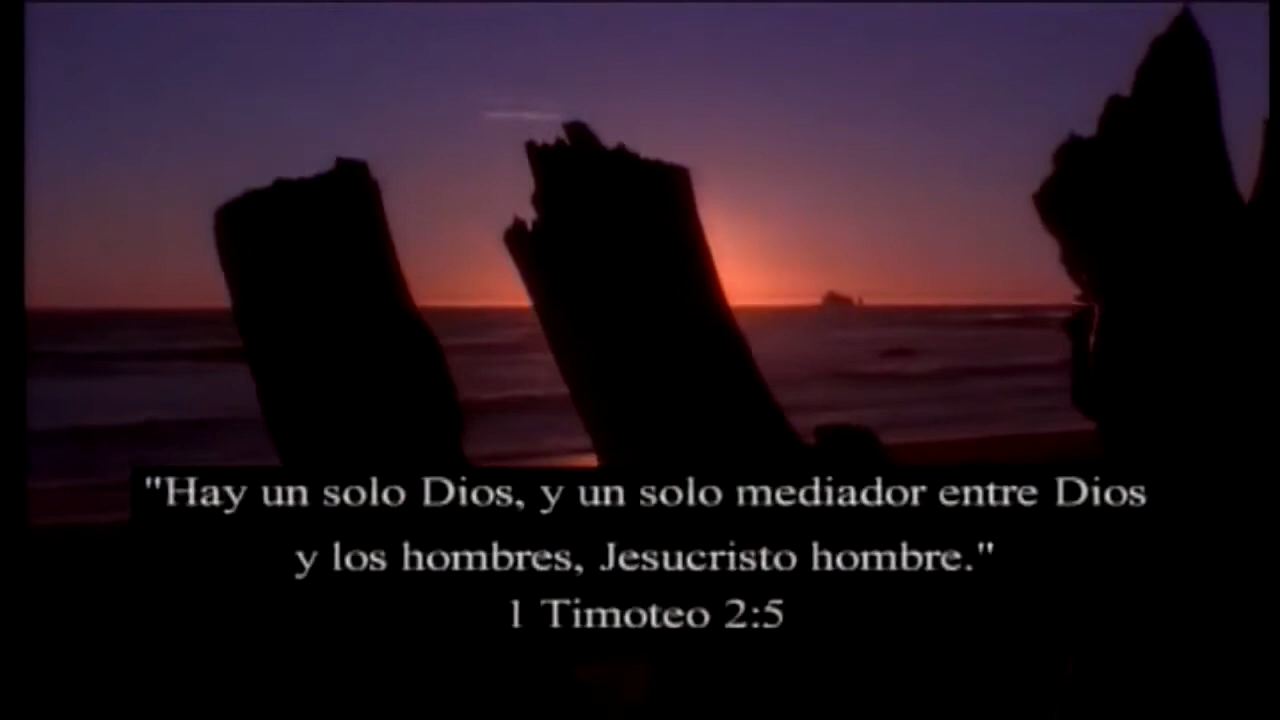 "Hay un solo Dios, y un solo mediador entre Dios
y los hombres, Jesucristo hombre."
1 Timoteo 2:5